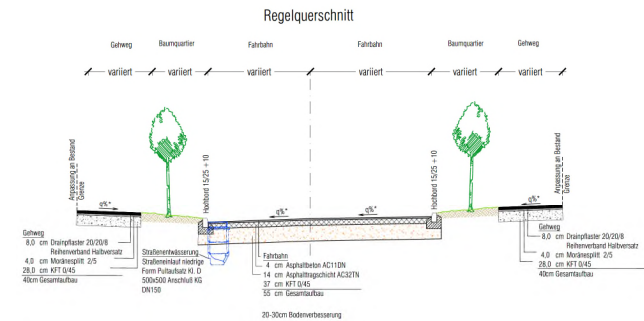 Regelquerschnitt
Gehweg Baumquartier Fahrbahn Fahrbahn Baumquartier Gehweg
variiert variiert variiert variiert variiert variiert
Anpassung an Bestand
Grenze
Hochbord 15/25 +10
Hochbord 15/25 +10
Anpassung an Bestand
Grenze
q%* q%* q%* q%*
Gehweg
8,0 cm Drainpflaster 20/20/8
Reihenverband Halbversatz
4,0 cm Moränesplitt 2/5
28,0 cm KFT 0/45
40cm Gesamtaufbau
Straßenentwässerung
Straßeneinlauf niedrige
Form Pultaufsatz Kl. D
500x500 Anschluß KG
DN150
Fahrbahn
4 cm Asphaltbeton AC11DN
14 cm Asphalttragschicht AC32TN
37 cm KFT 0/45
55 cm Gesamtaufbau
Gehweg
8,0 cm Drainpflaster 20/20/8
Reihenverband Halbversatz
4,0 cm Moränesplitt 2/5
28,0 cm KFT 0/45
40cm Gesamtaufbau
20-30cm Bodenverbesserung